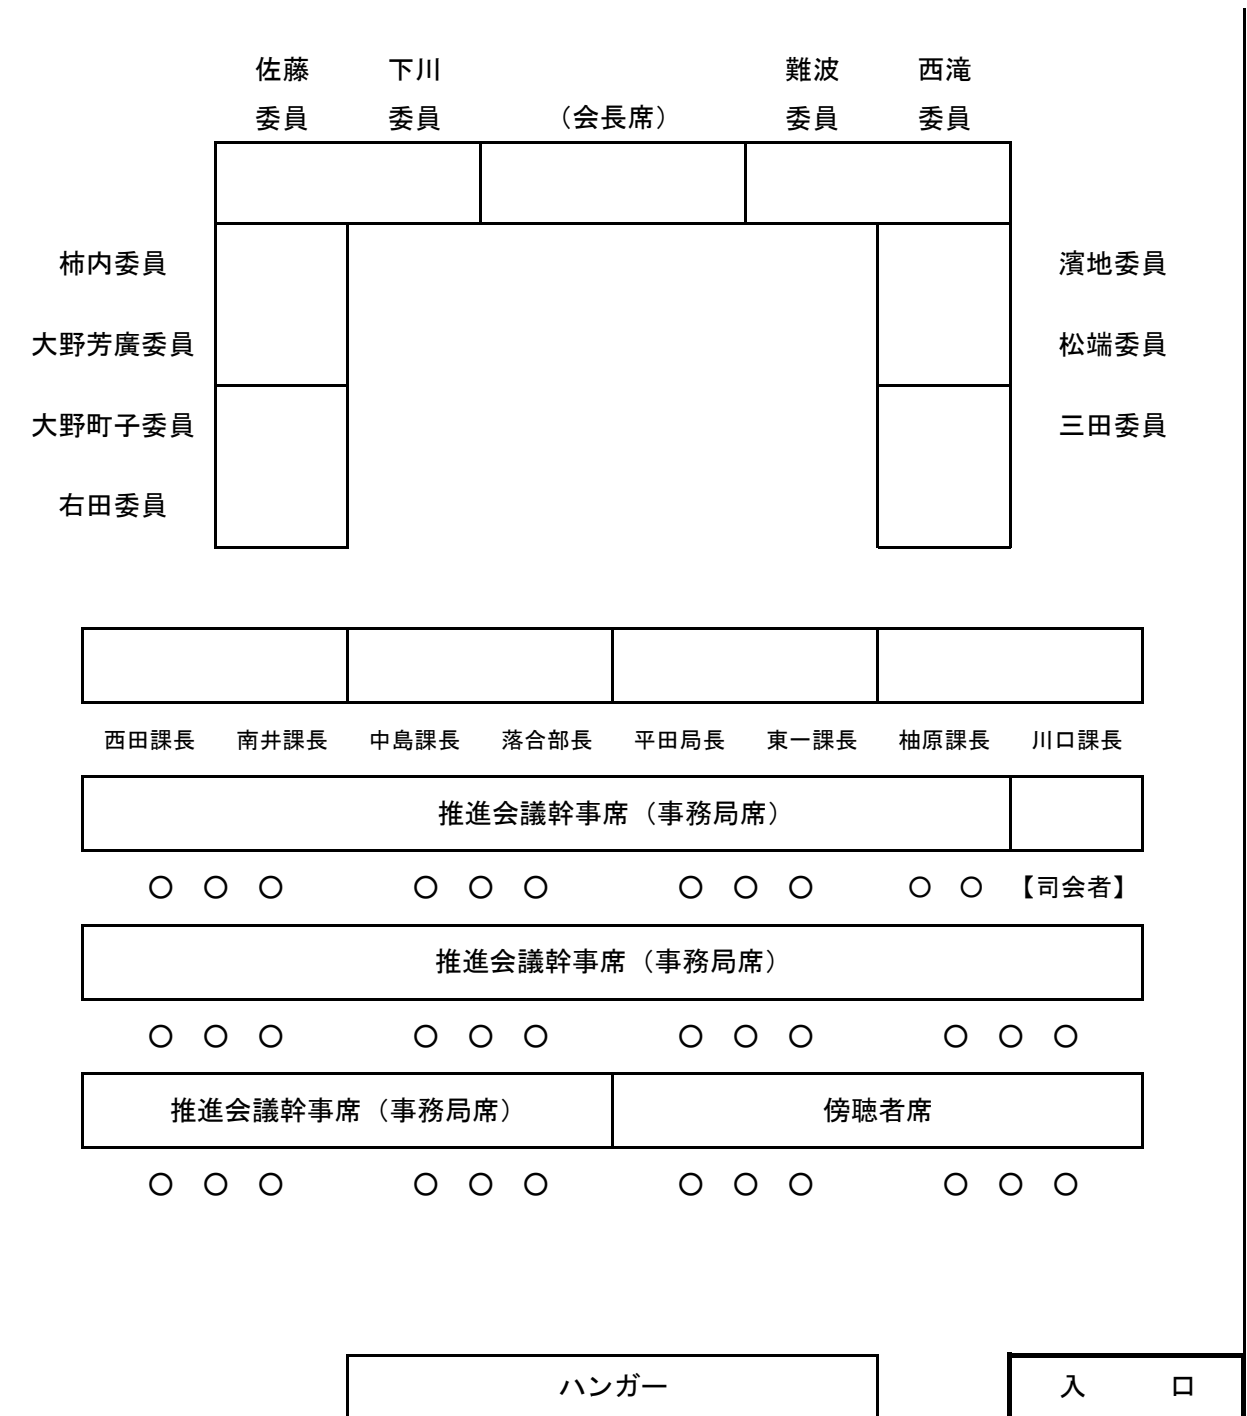 佐藤 下川 難波 西滝
委員 委員 （会長席） 委員 委員
柿内委員 濱地委員
大野芳廣委員 松端委員
大野町子委員 三田委員
右田委員
西田課長 南井課長 中島課長 落合部長 平田局長 東一課長 柚原課長 川口課長
推進会議幹事席（事務局席）
○ ○ ○ ○ ○ ○ ○ ○ ○ ○ ○ 【司会者】
推進会議幹事席（事務局席）
○ ○ ○ ○ ○ ○ ○ ○ ○ ○ ○ ○
推進会議幹事席（事務局席） 傍聴者席
○ ○ ○ ○ ○ ○ ○ ○ ○ ○ ○ ○
ハンガー 入 口